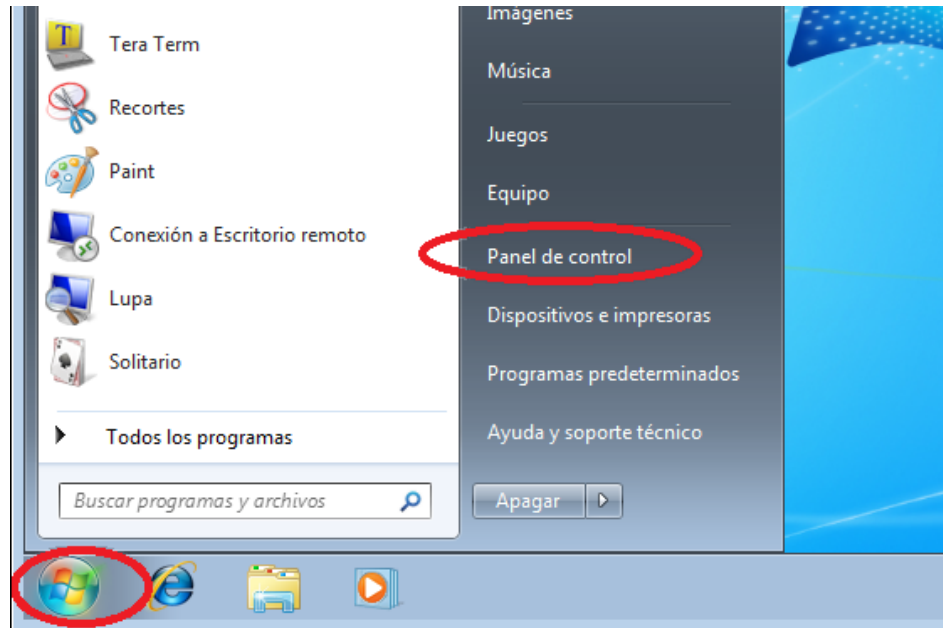 Tera Term
Recortes
Paint
Conexión a Escritorio remoto
Lupa
Solitario
Todos los programas
Buscar programas y archivos
Imágenes
Música
Juegos
Equipo
Panel de control
Dispositivos e impresoras
Programas predeterminados
Ayuda y soporte técnico
Apagar